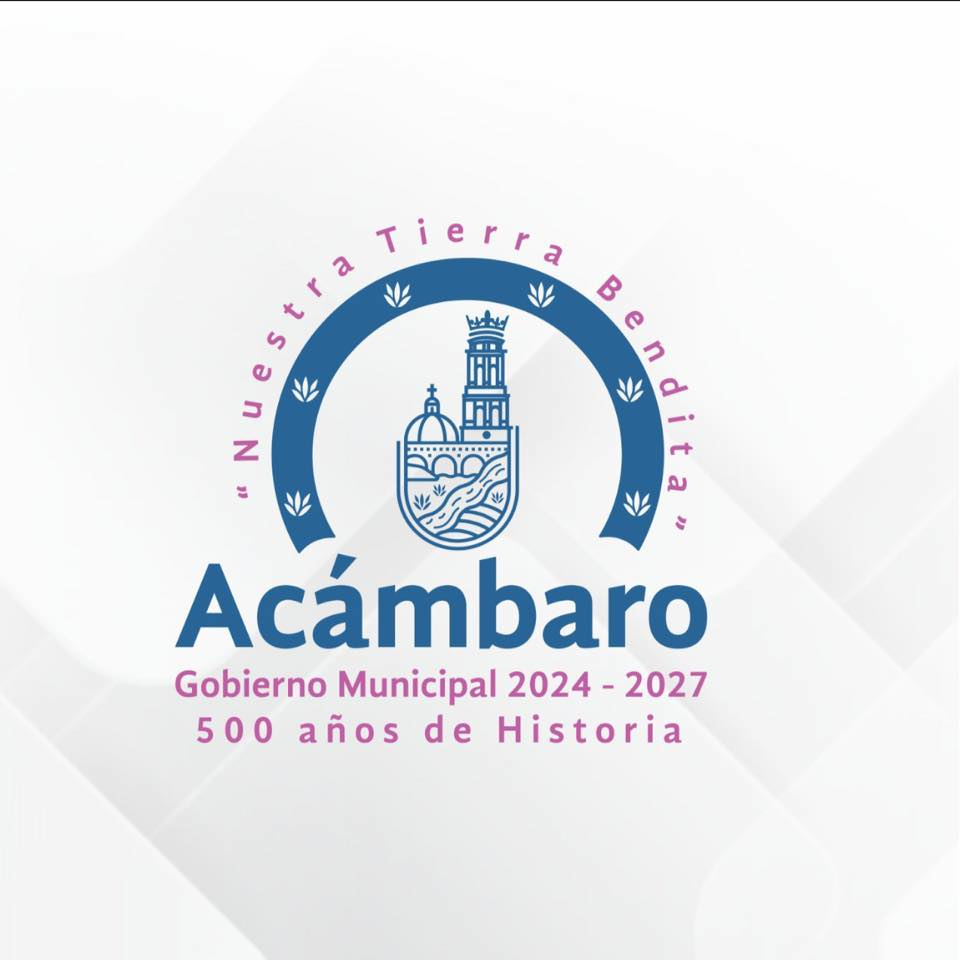 “Nuestra Tierra Bendita”
Acámbaro
Gobierno Municipal 2024 - 2027
500 años de Historia